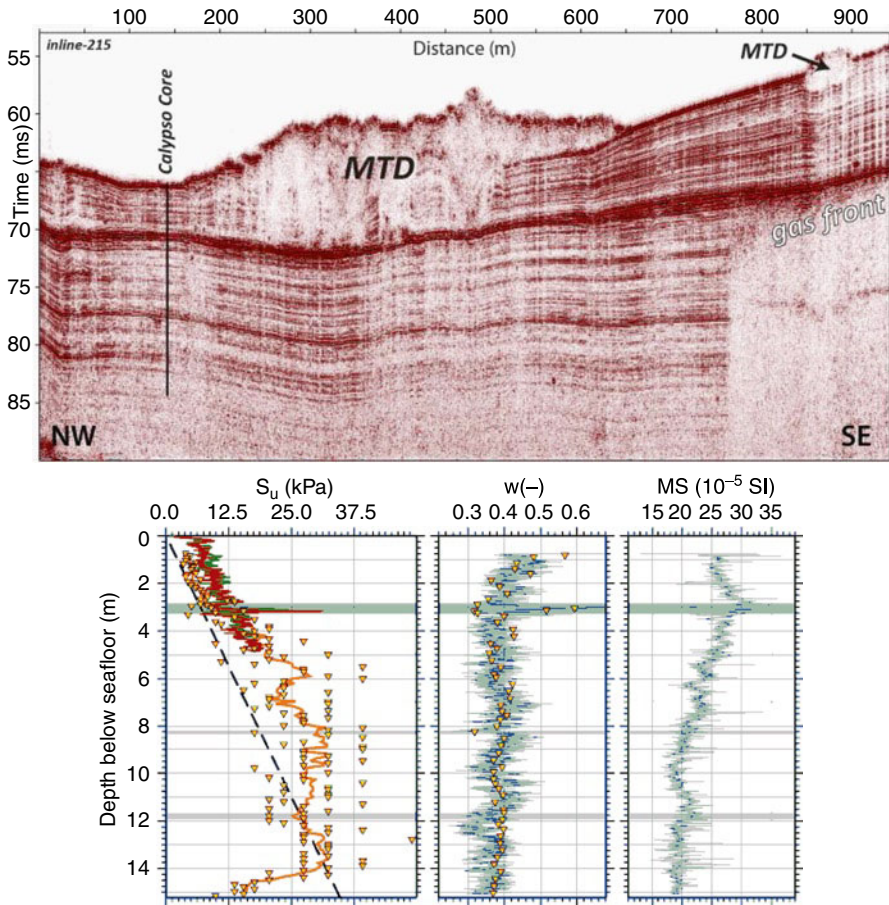 100 200 300 400 500 600 700 800 900
inline-215
Distance (m)
MTD
55
60
65
70
75
80
85
Time (ms)
Calypso Core
MTD
gas front
NW
SE
Su (kPa)
w(–)
MS (10–5 SI)
0.0 12.5 25.0 37.5
0.3 0.4 0.5 0.6
15 20 25 30 35
0
2
4
6
8
10
12
14
Depth below seafloor (m)